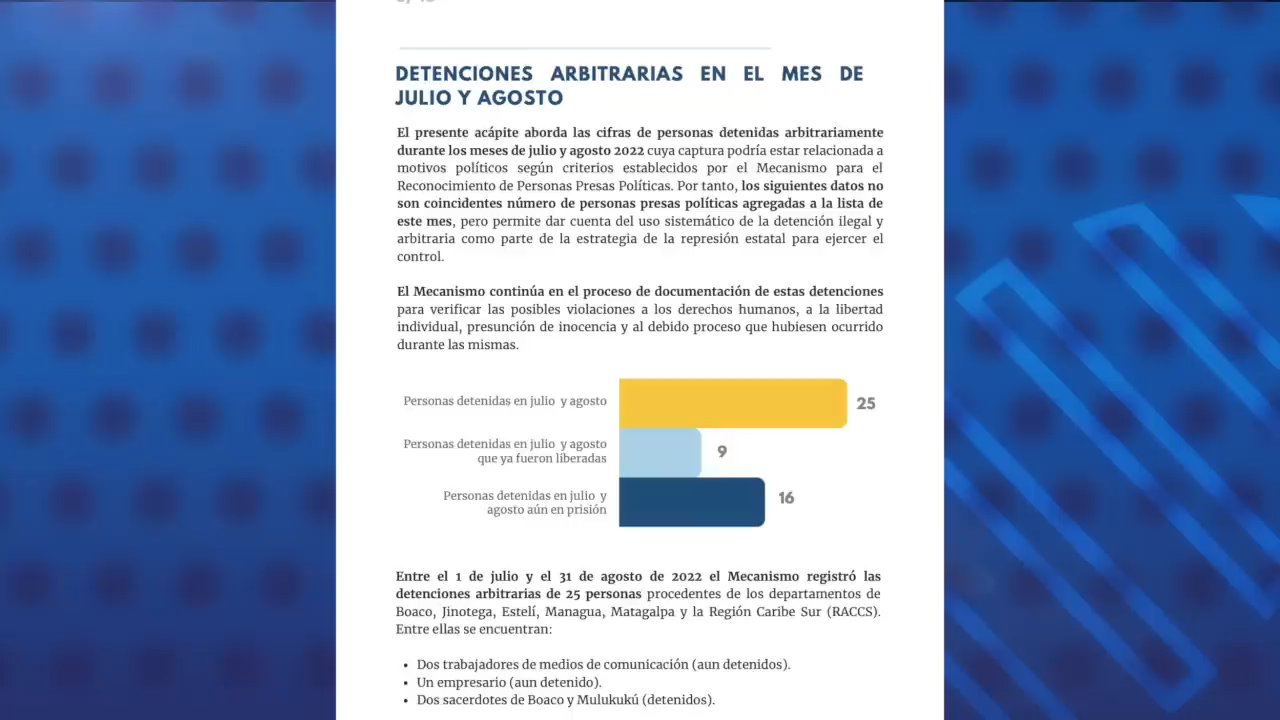 DETENCIONES ARBITRARIAS EN EL MES DE
JULIO Y AGOSTO
El presente acápite aborda las cifras de personas detenidas arbitrariamente
durante los meses de julio y agosto 2022 cuya captura podría estar relacionada a
motivos políticos según criterios establecidos por el Mecanismo para el
Reconocimiento de Personas Presas Políticas. Por tanto, los siguientes datos no
son coincidentes número de personas presas políticas agregadas a la lista de
este mes, pero permite dar cuenta del uso sistemático de la detención ilegal y
arbitraria como parte de la estrategia de la represión estatal para ejercer el
control.
El Mecanismo continúa en el proceso de documentación de estas detenciones
para verificar las posibles violaciones a los derechos humanos, a la libertad
individual, presunción de inocencia y al debido proceso que hubiesen ocurrido
durante las mismas.
Personas detenidas en julio y agosto
25
Personas detenidas en julio y agosto
que ya fueron liberadas
9
Personas detenidas en julio y
agosto aún en prisión
16
Entre el 1 de julio y el 31 de agosto de 2022 el Mecanismo registró las
detenciones arbitrarias de 25 personas procedentes de los departamentos de
Boaco, Jinotega, Estelí, Managua, Matagalpa y la Región Caribe Sur (RACCS).
Entre ellas se encuentran:
• Dos trabajadores de medios de comunicación (aun detenidos).
• Un empresario (aun detenido).
• Dos sacerdotes de Boaco y Mulukukú (detenidos).